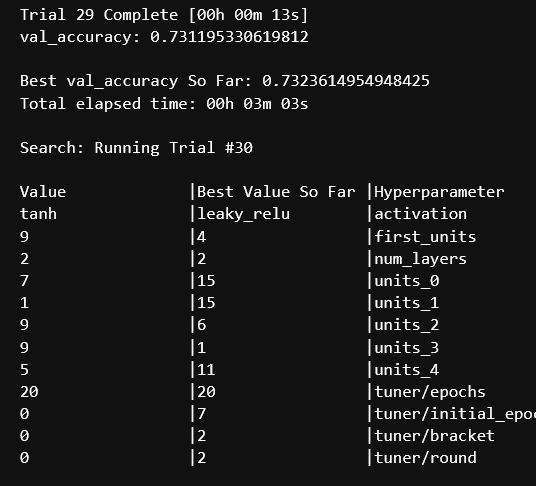 Trial 29 Complete [00h 00m 13s]
val_accuracy: 0.731195330619812
Best val_accuracy So Far: 0.7323614954948425
Total elapsed time: 00h 03m 03s
Search: Running Trial #30
Value |Best Value So Far |Hyperparameter
tanh |leaky_relu |activation
9 |4 |first_units
2 |2 |num_layers
7 |15 |units_0
1 |15 |units_1
9 |6 |units_2
9 |1 |units_3
5 |11 |units_4
20 |20 |tuner/epochs
0 |7 |tuner/initial_epoc
0 |2 |tuner/bracket
0 |2 |tuner/round